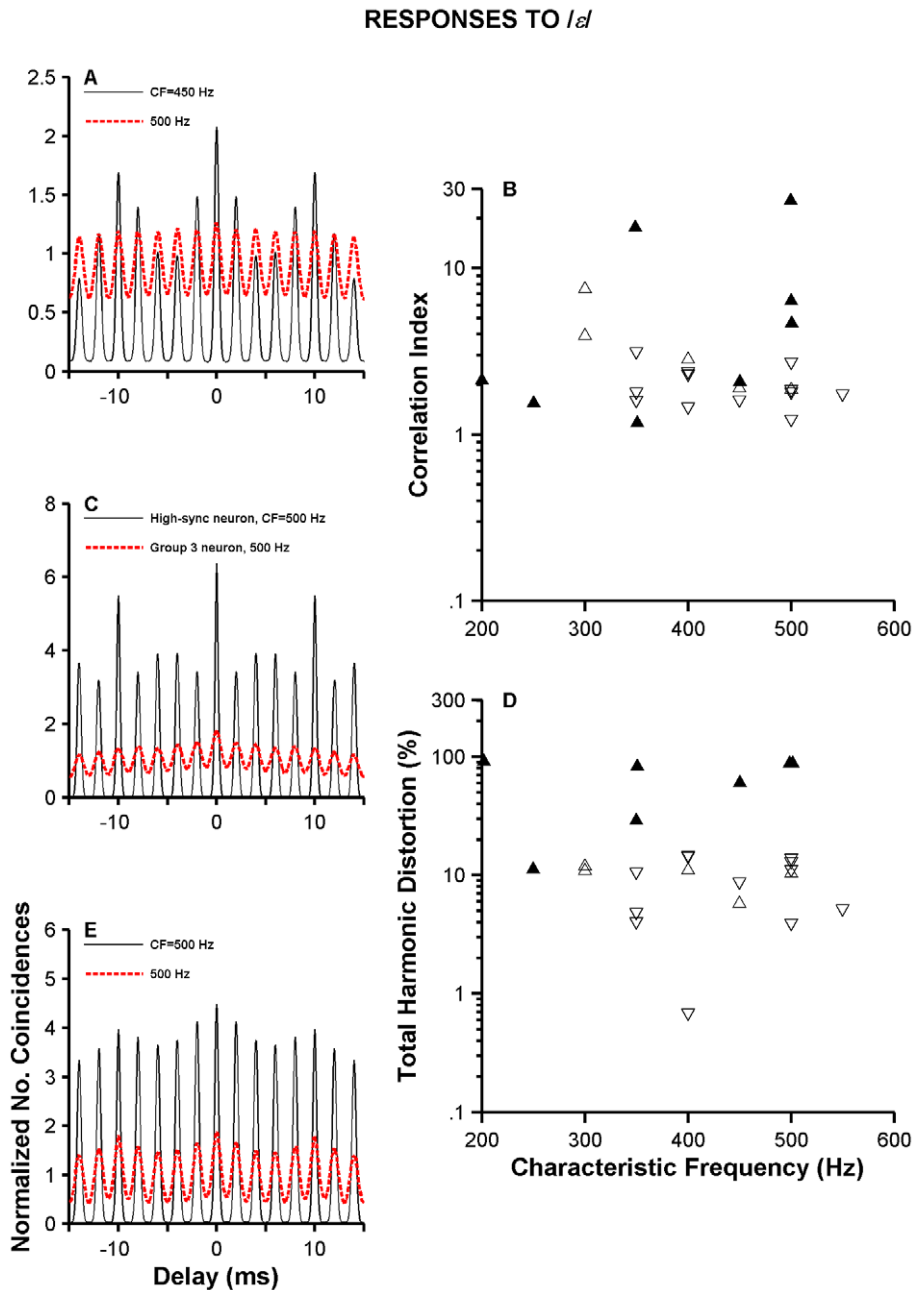 RESPONSES TO /ε/
A
CF=450 Hz
500 Hz
2.5
2
1.5
1
0.5
0
-10 0 10
B
Correlation Index
30
10
1
.1
200 300 400 500 600
C
High-sync neuron, CF=500 Hz
Group 3 neuron, 500 Hz
8
6
4
2
0
-10 0 10
D
Total Harmonic Distortion (%)
300
100
10
1
.1
200 300 400 500 600
Characteristic Frequency (Hz)
E
CF=500 Hz
500 Hz
Normalized No. Coincidences
6
5
4
3
2
1
0
-10 0 10
Delay (ms)